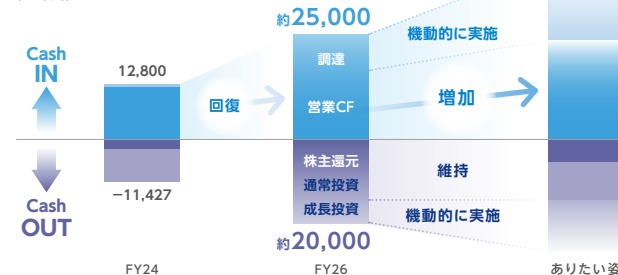 約25,000
機動的に実施
Cash
IN
12,800
調達
回復
営業CF
増加
株主還元
通常投資
成長投資
維持
機動的に実施
−11,427
Cash
OUT
約20,000
FY24
FY26
ありたい姿